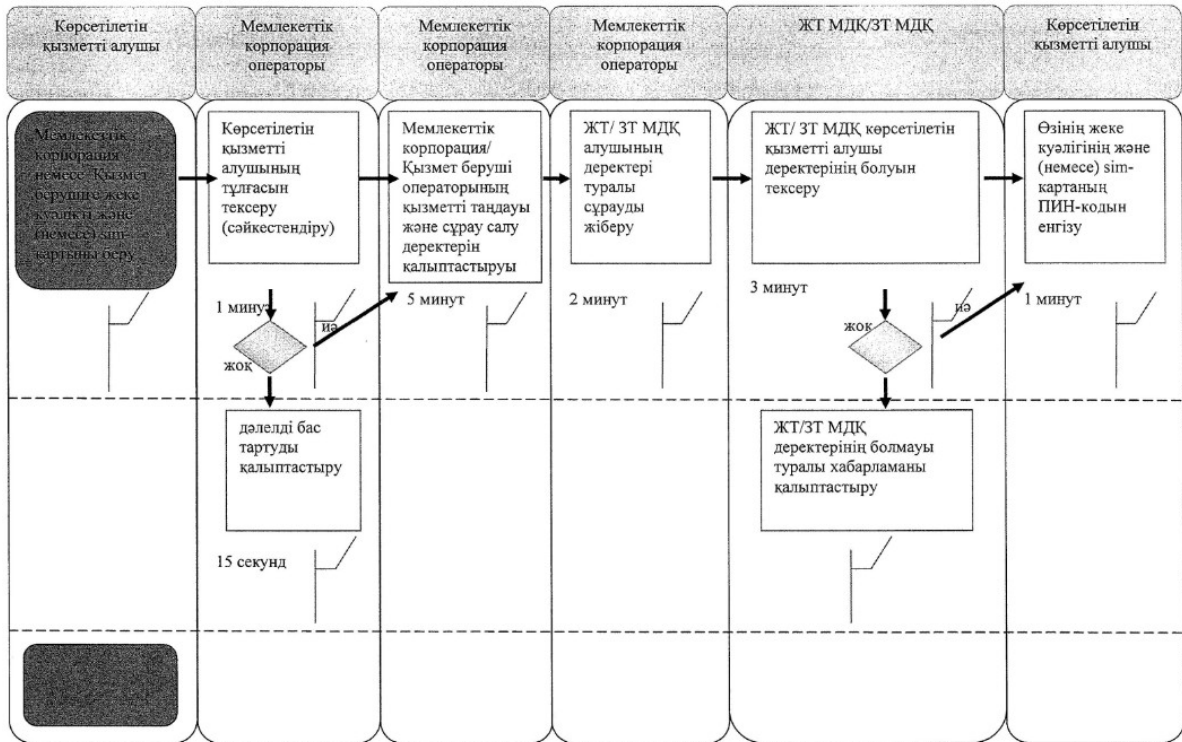 Көрсетілетін
қызметті алушы
Мемлекеттік
корпорация
операторы
Мемлекеттік
корпорация
операторы
Мемлекеттік
корпорация
операторы
ЖТ МДҚ/ЗТ МДҚ
Көрсетілетін
қызметті алушы
Мемлекеттік
корпорация
немесе Қызмет
берушіге жеке
куәлікті және
(немесе) sim-
картыны беру
Көрсетілетін
қызметті
алушының
тұлғасын
тексеру
(сәйкестендіру)
Мемлекеттік
корпорация/
Қызмет беруші
операторының
қызметті таңдауы
және сұрау салу
деректерін
қалыптастыруы
ЖТ/ ЗТ МДҚ
алушының
деректері
туралы
сұрауды
жіберу
ЖТ/ ЗТ МДҚ көрсетілетін
қызметті алушы
деректерінің болуын
тексеру
Өзінің жеке
куәлігінің және
(немесе) sim-
картаның
ПИН-кодын
енгізу
1 минут
иә
жоқ
5 минут
2 минут
3 минут
жоқ
иә
1 минут
дәлелді бас
тартуды
қалыптастыру
ЖТ/ЗТ МДҚ
деректерінің болмауы
туралы хабарламаны
қалыптастыру
15 секунд